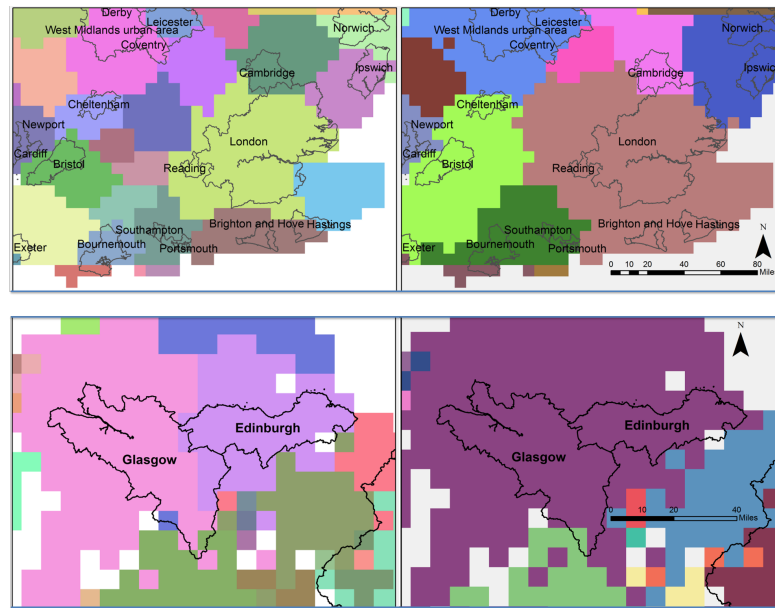 Derby
Leicester
West Midlands urban area
Coventry
Norwich
Cambridge
Ipswich
Cheltenham
Newport
London
Cardiff
Bristol
Reading
Southampton
Brighton and Hove Hastings
Exeter
Bournemouth
Portsmouth
Derby
Leicester
West Midlands urban area
Coventry
Norwich
Cambridge
Ipswich
Cheltenham
Newport
London
Cardiff
Bristol
Reading
Southampton
Brighton and Hove Hastings
Exeter
Bournemouth
Portsmouth
N
0 10 20 40 60 80
Miles
Edinburgh
Glasgow
N
Edinburgh
Glasgow
0 10 20 40
Miles